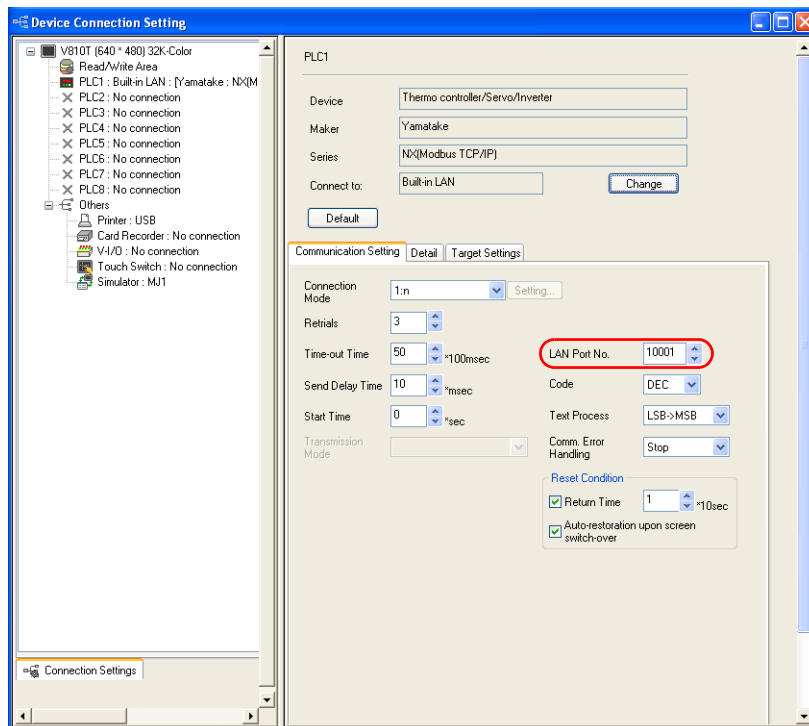 Device Connection Setting
V810T (640 * 480) 32K-Color
Read/Write Area
PLC1 : Built-in LAN : [Yamatake : NX(M
PLC2 : No connection
PLC3 : No connection
PLC4 : No connection
PLC5 : No connection
PLC6 : No connection
PLC7 : No connection
PLC8 : No connection
Others
Printer : USB
Card Recorder : No connection
V-I/O : No connection
Touch Switch : No connection
Simulator : MJ1
Connection Settings
PLC1
Device Thermo controller/Servo/Inverter
Maker Yamatake
Series NX(Modbus TCP/IP)
Connect to: Built-in LAN Change
Default
Communication Setting Detail Target Settings
Connection Mode 1:n Setting...
Retrials 3
Time-out Time 50 *100msec LAN Port No. 10001
Send Delay Time 10 *msec Code DEC
Start Time 0 *sec Text Process LSB->MSB
Transmission Mode Comm. Error Handling Stop
Reset Condition
Return Time 1 *10sec
Auto-restoration upon screen
switch-over